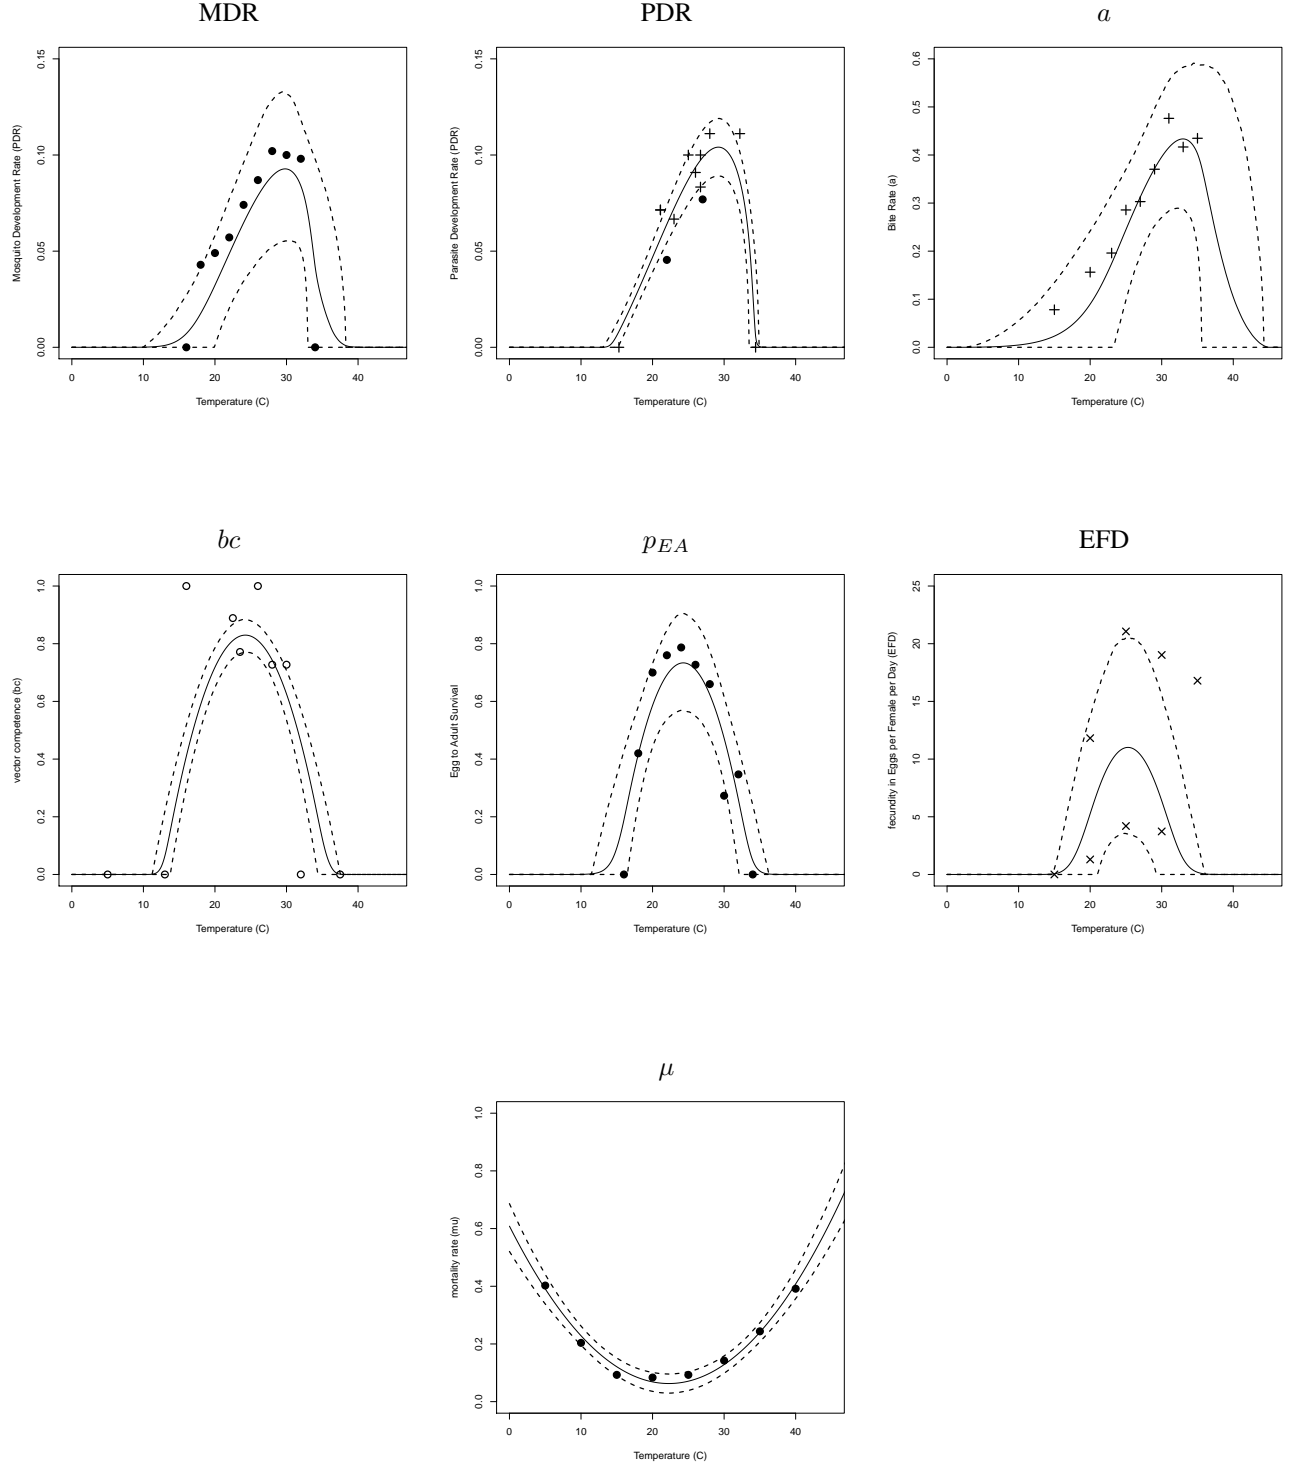 MDR PDR a
Mosquito Development Rate (PDR)
0.00 0.05 0.10 0.15
0 10 20 30 40
Temperature (C)
Parasite Development Rate (PDR)
0.00 0.05 0.10 0.15
0 10 20 30 40
Temperature (C)
Bite Rate (a)
0.0 0.1 0.2 0.3 0.4 0.5 0.6
0 10 20 30 40
Temperature (C)
bc pEA EFD
vector competence (bc)
0.0 0.2 0.4 0.6 0.8 1.0
0 10 20 30 40
Temperature (C)
Egg to Adult Survival
0.0 0.2 0.4 0.6 0.8 1.0
0 10 20 30 40
Temperature (C)
fecundity in Eggs per Female per Day (EFD)
0 5 10 15 20 25
0 10 20 30 40
Temperature (C)
μ
mortality rate (mu)
0.0 0.2 0.4 0.6 0.8 1.0
0 10 20 30 40
Temperature (C)